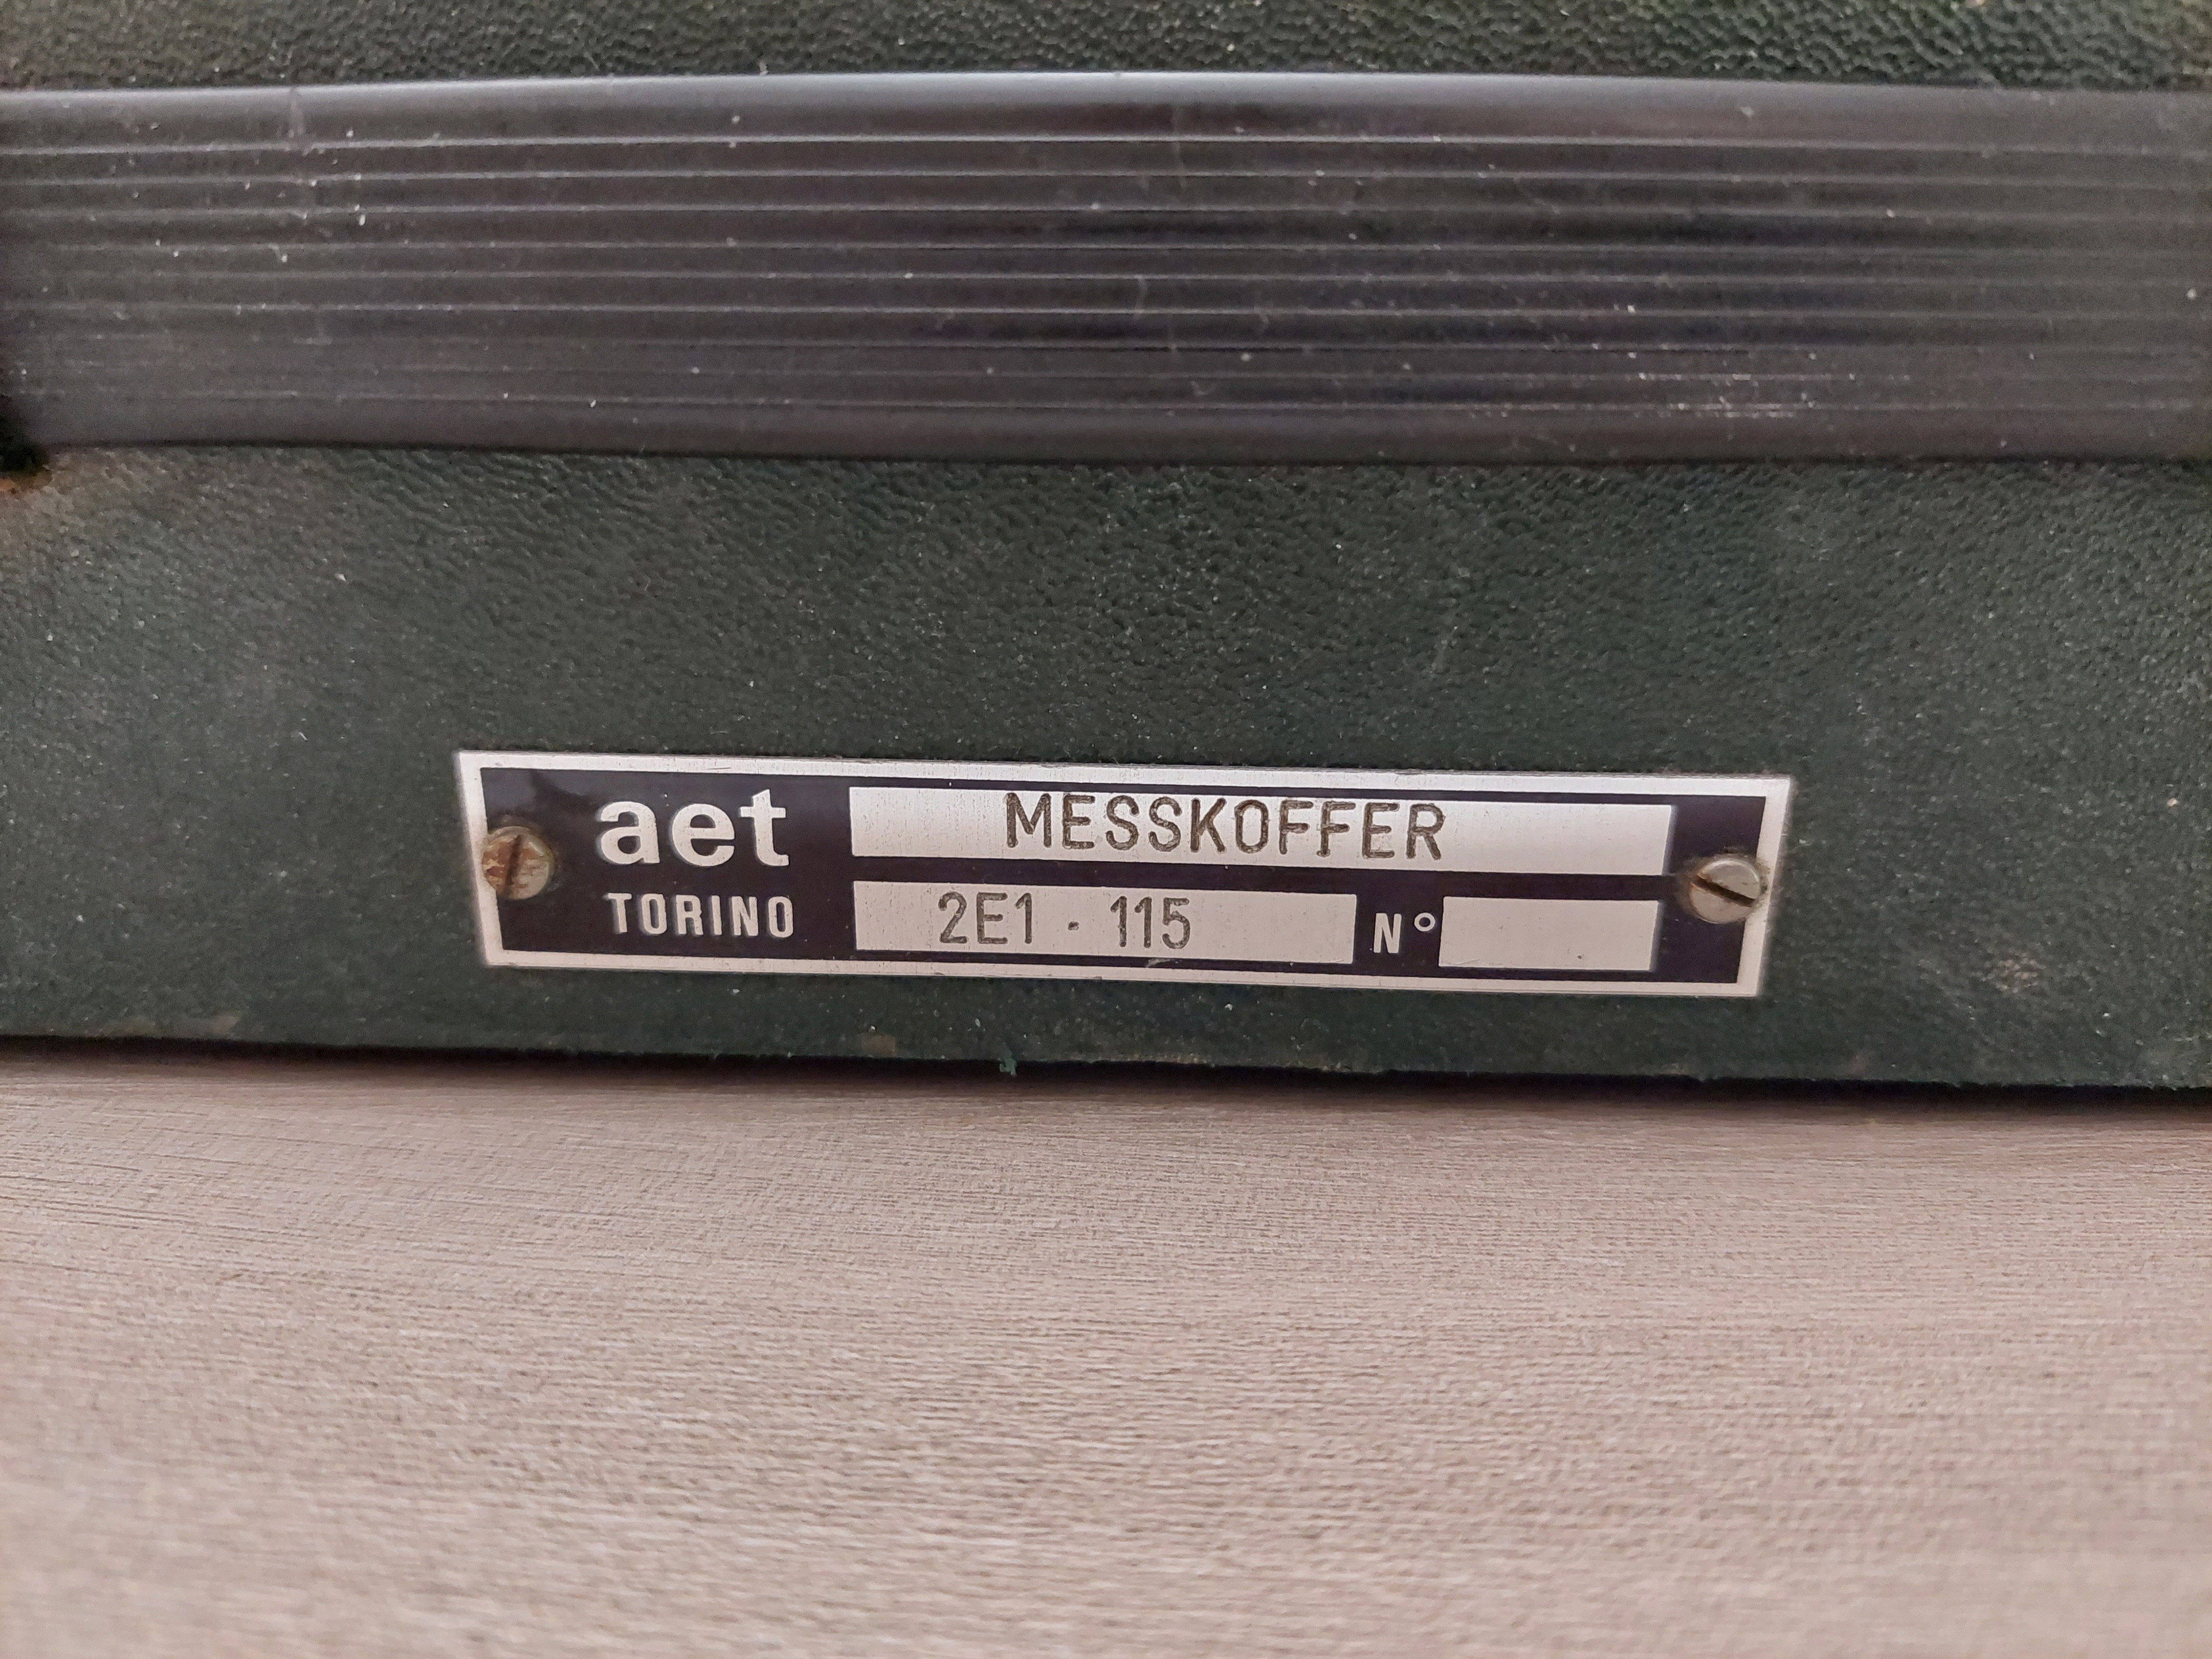 aet MESSKOFFER
TORINO 2E1 · 115 N°